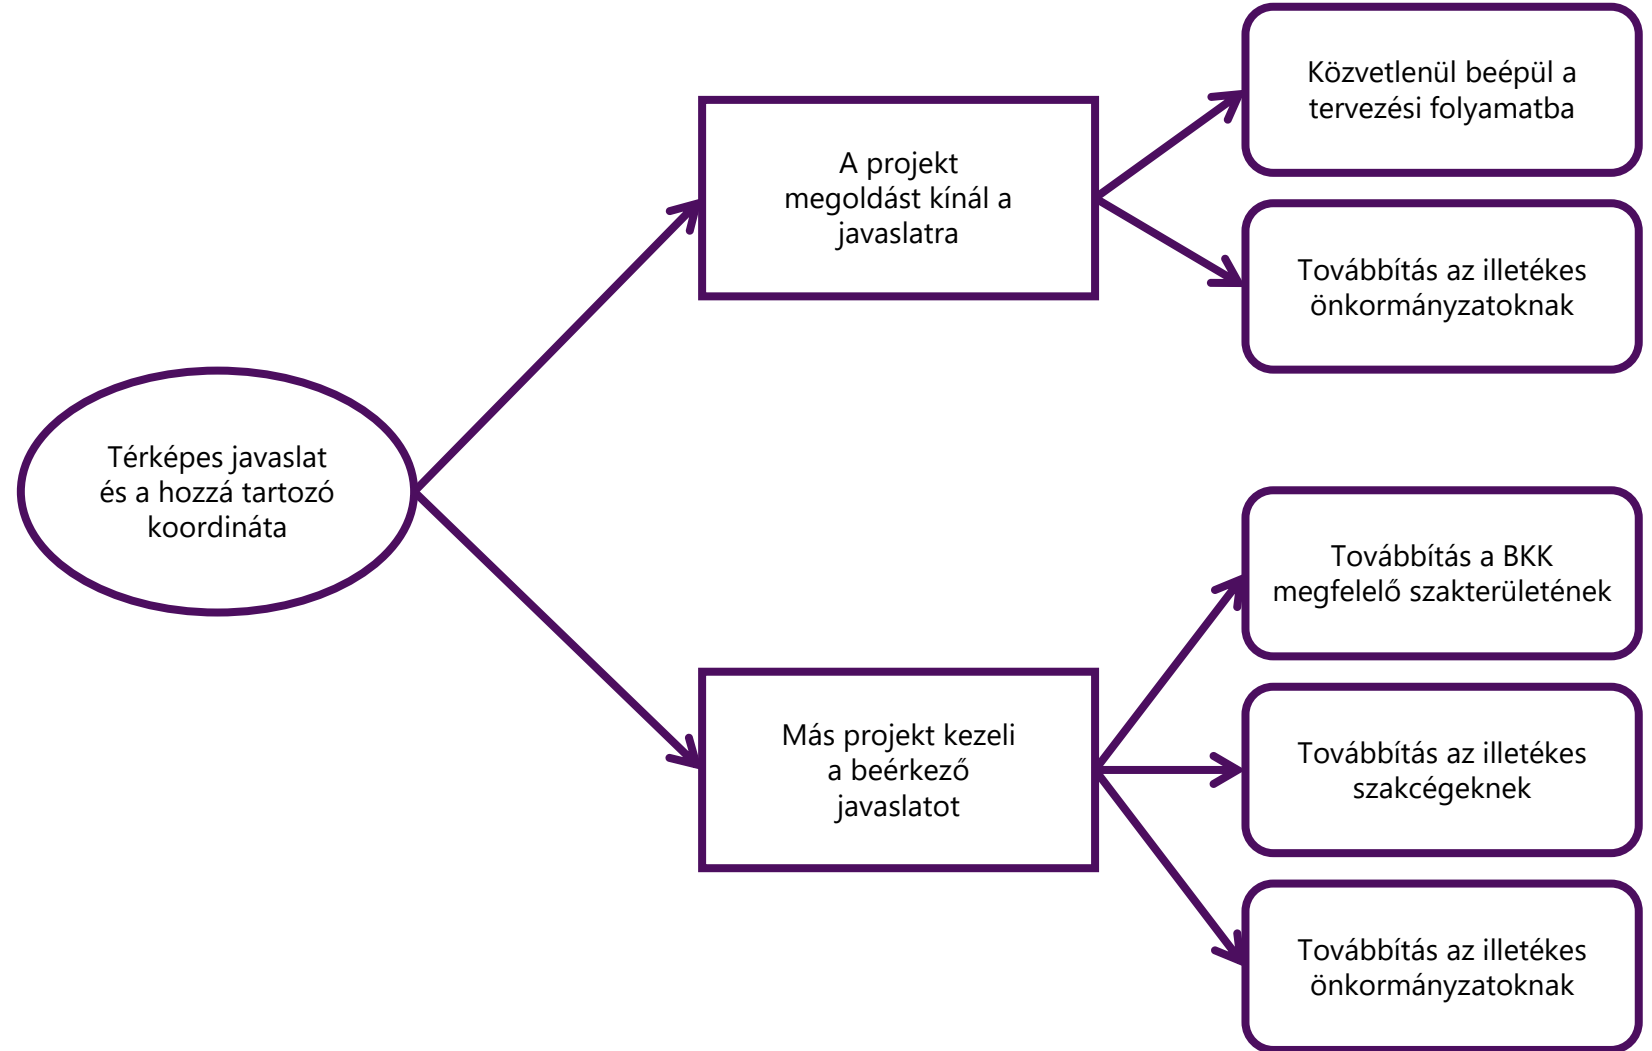 Közvetlenül beépül a
tervezési folyamatba
A projekt
megoldást kínál a
javaslatra
Továbbítás az illetékes
önkormányzatoknak
Térképes javaslat
és a hozzá tartozó
koordináta
Továbbítás a BKK
megfelelő szakterületének
Más projekt kezeli
a beérkező
javaslatot
Továbbítás az illetékes
szakcégeknek
Továbbítás az illetékes
önkormányzatoknak